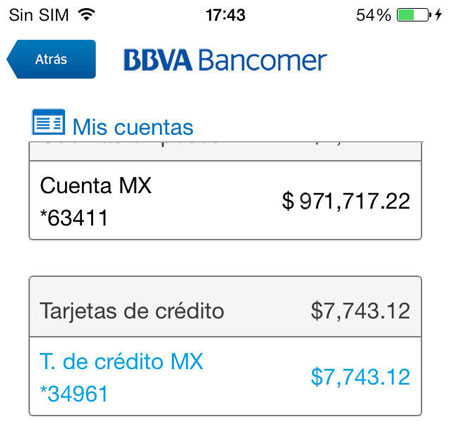 Sin SIM 17:43 54%
Atrás
BBVA Bancomer
Mis cuentas
Cuenta MX
*63411
$ 971,717.22
Tarjetas de crédito $7,743.12
T. de crédito MX
*34961
$7,743.12